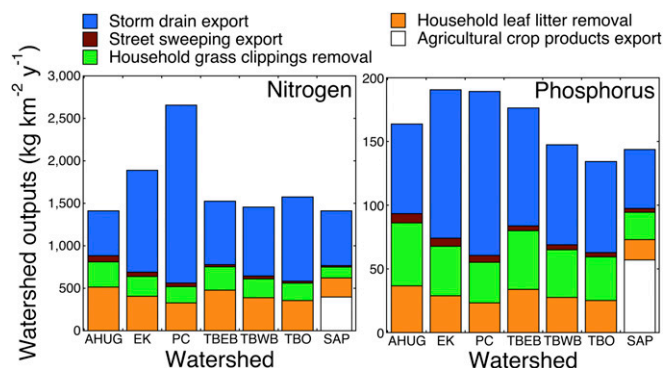 Storm drain export
Street sweeping export
Household grass clippings removal
Household leaf litter removal
Agricultural crop products export
Watershed outputs (kg km⁻² y⁻¹)
3,000
2,500
2,000
1,500
1,000
500
0
Nitrogen
AHUG EK PC TBEB TBWB TBO SAP
Watershed
200
150
100
50
0
Phosphorus
AHUG EK PC TBEB TBWB TBO SAP
Watershed